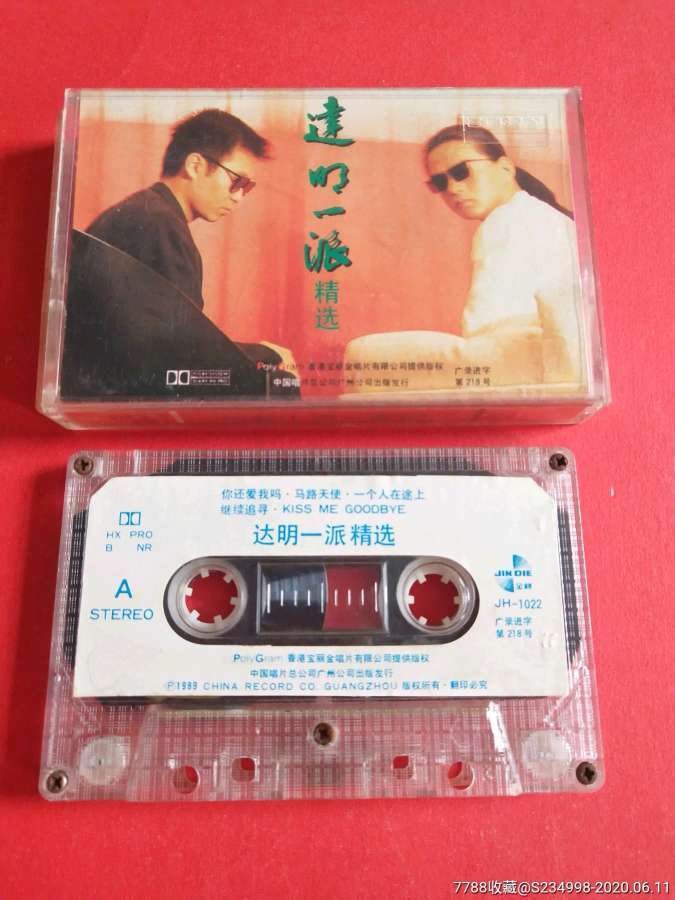 達明一派
精选
PolyGram 香港宝丽金唱片有限公司提供版权
中国唱片总公司广州公司出版发行
广录进字
第218号
你还爱我吗·马路天使·一个人在途上
继续追寻·KISS ME GOODBYE
达明一派精选
HX PRO
B NR
A
STEREO
JIN DIE
金碟
JH-1022
广录进字
第218号
PolyGram 香港宝丽金唱片有限公司提供版权
中国唱片总公司广州公司出版发行
Ⓟ1989 CHINA RECORD CO. GUANGZHOU 版权所有·翻印必究
7788收藏@S234998-2020.06.11